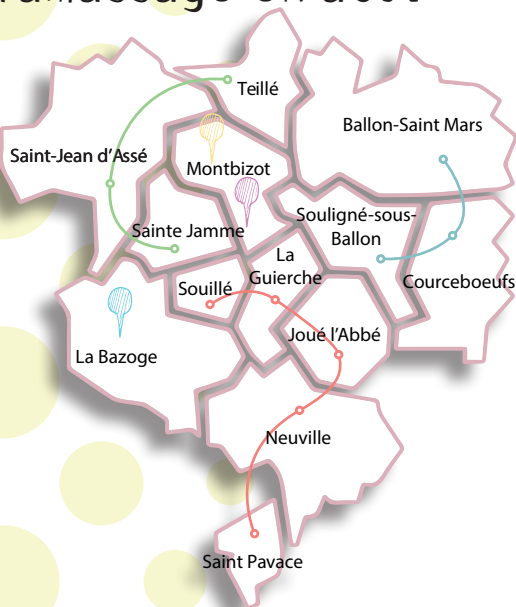 Teillé
Ballon-Saint Mars
Saint-Jean d'Assé
Montbizot
Souligné-sous-
Ballon
Sainte Jamme
La
Guierche
Souillé
Courceboeufs
Joué l'Abbé
La Bazoge
Neuville
Saint Pavace